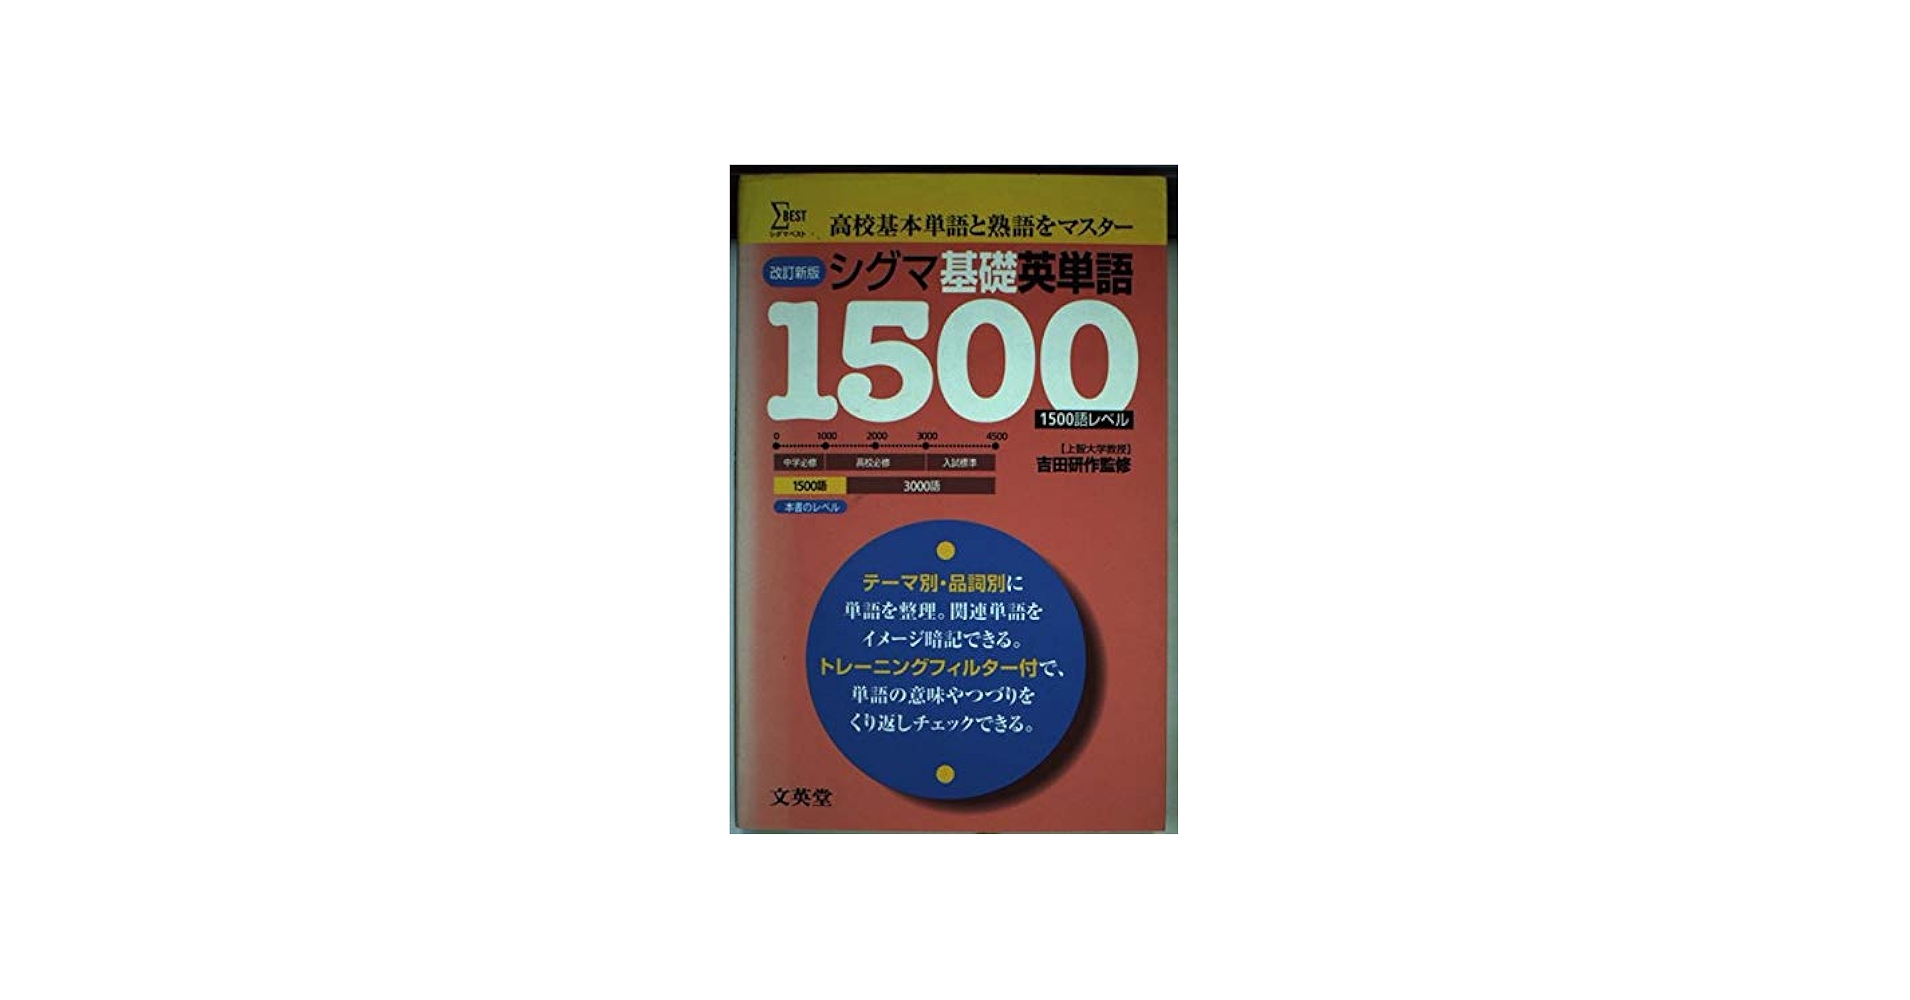 ΣBEST
シグマベスト
高校基本単語と熟語をマスター
改訂新版
シグマ基礎英単語
1500
1500語レベル
0 1000 2000 3000 4500
中学必修 高校必修 入試標準
1500語 3000語
本書のレベル
【上智大学教授】
吉田研作監修
テーマ別・品詞別に
単語を整理。関連単語を
イメージ暗記できる。
トレーニングフィルター付で、
単語の意味やつづりを
くり返しチェックできる。
文英堂